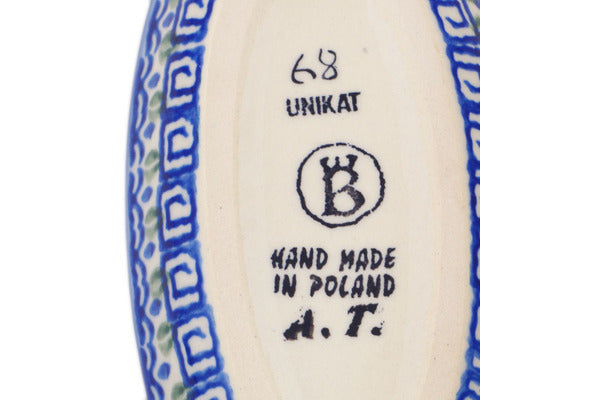 68
UNIKAT
B
HAND MADE
IN POLAND
A.T.